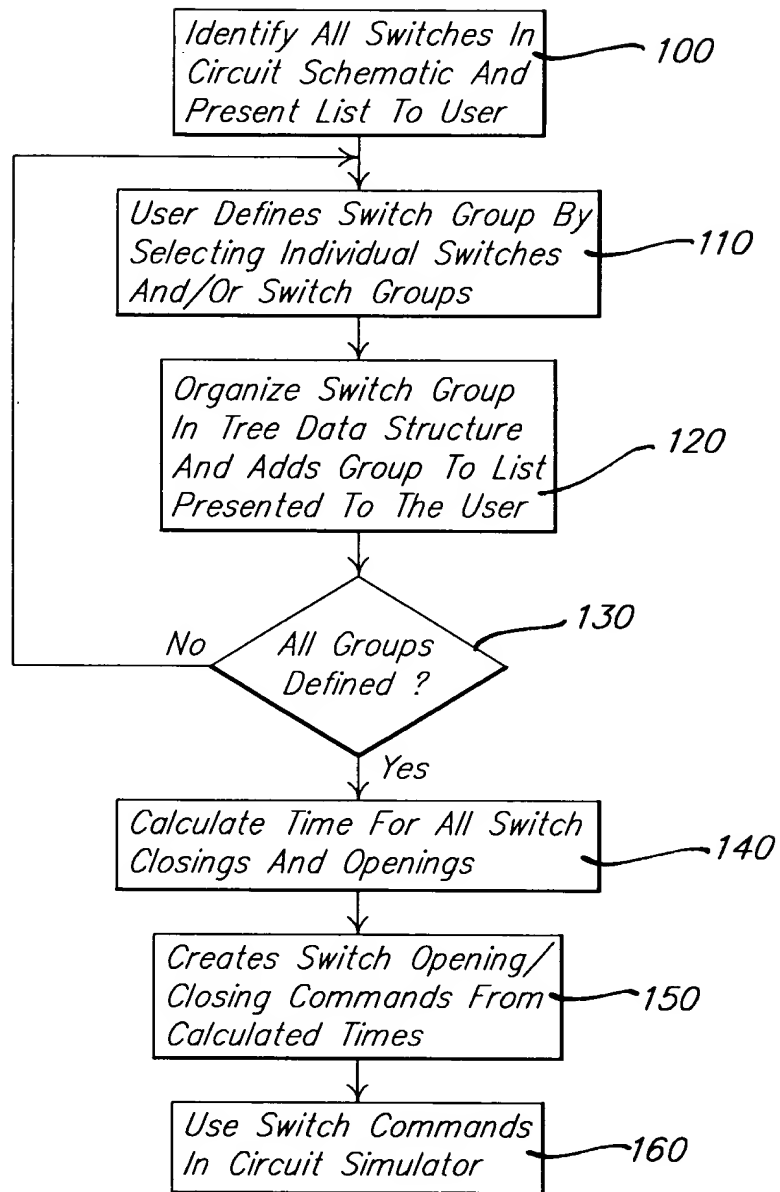 Identify All Switches In
Circuit Schematic And
Present List To User
100
User Defines Switch Group By
Selecting Individual Switches
And/Or Switch Groups
110
Organize Switch Group
In Tree Data Structure
And Adds Group To List
Presented To The User
120
All Groups
Defined ?
130
No
Yes
Calculate Time For All Switch
Closings And Openings
140
Creates Switch Opening/
Closing Commands From
Calculated Times
150
Use Switch Commands
In Circuit Simulator
160